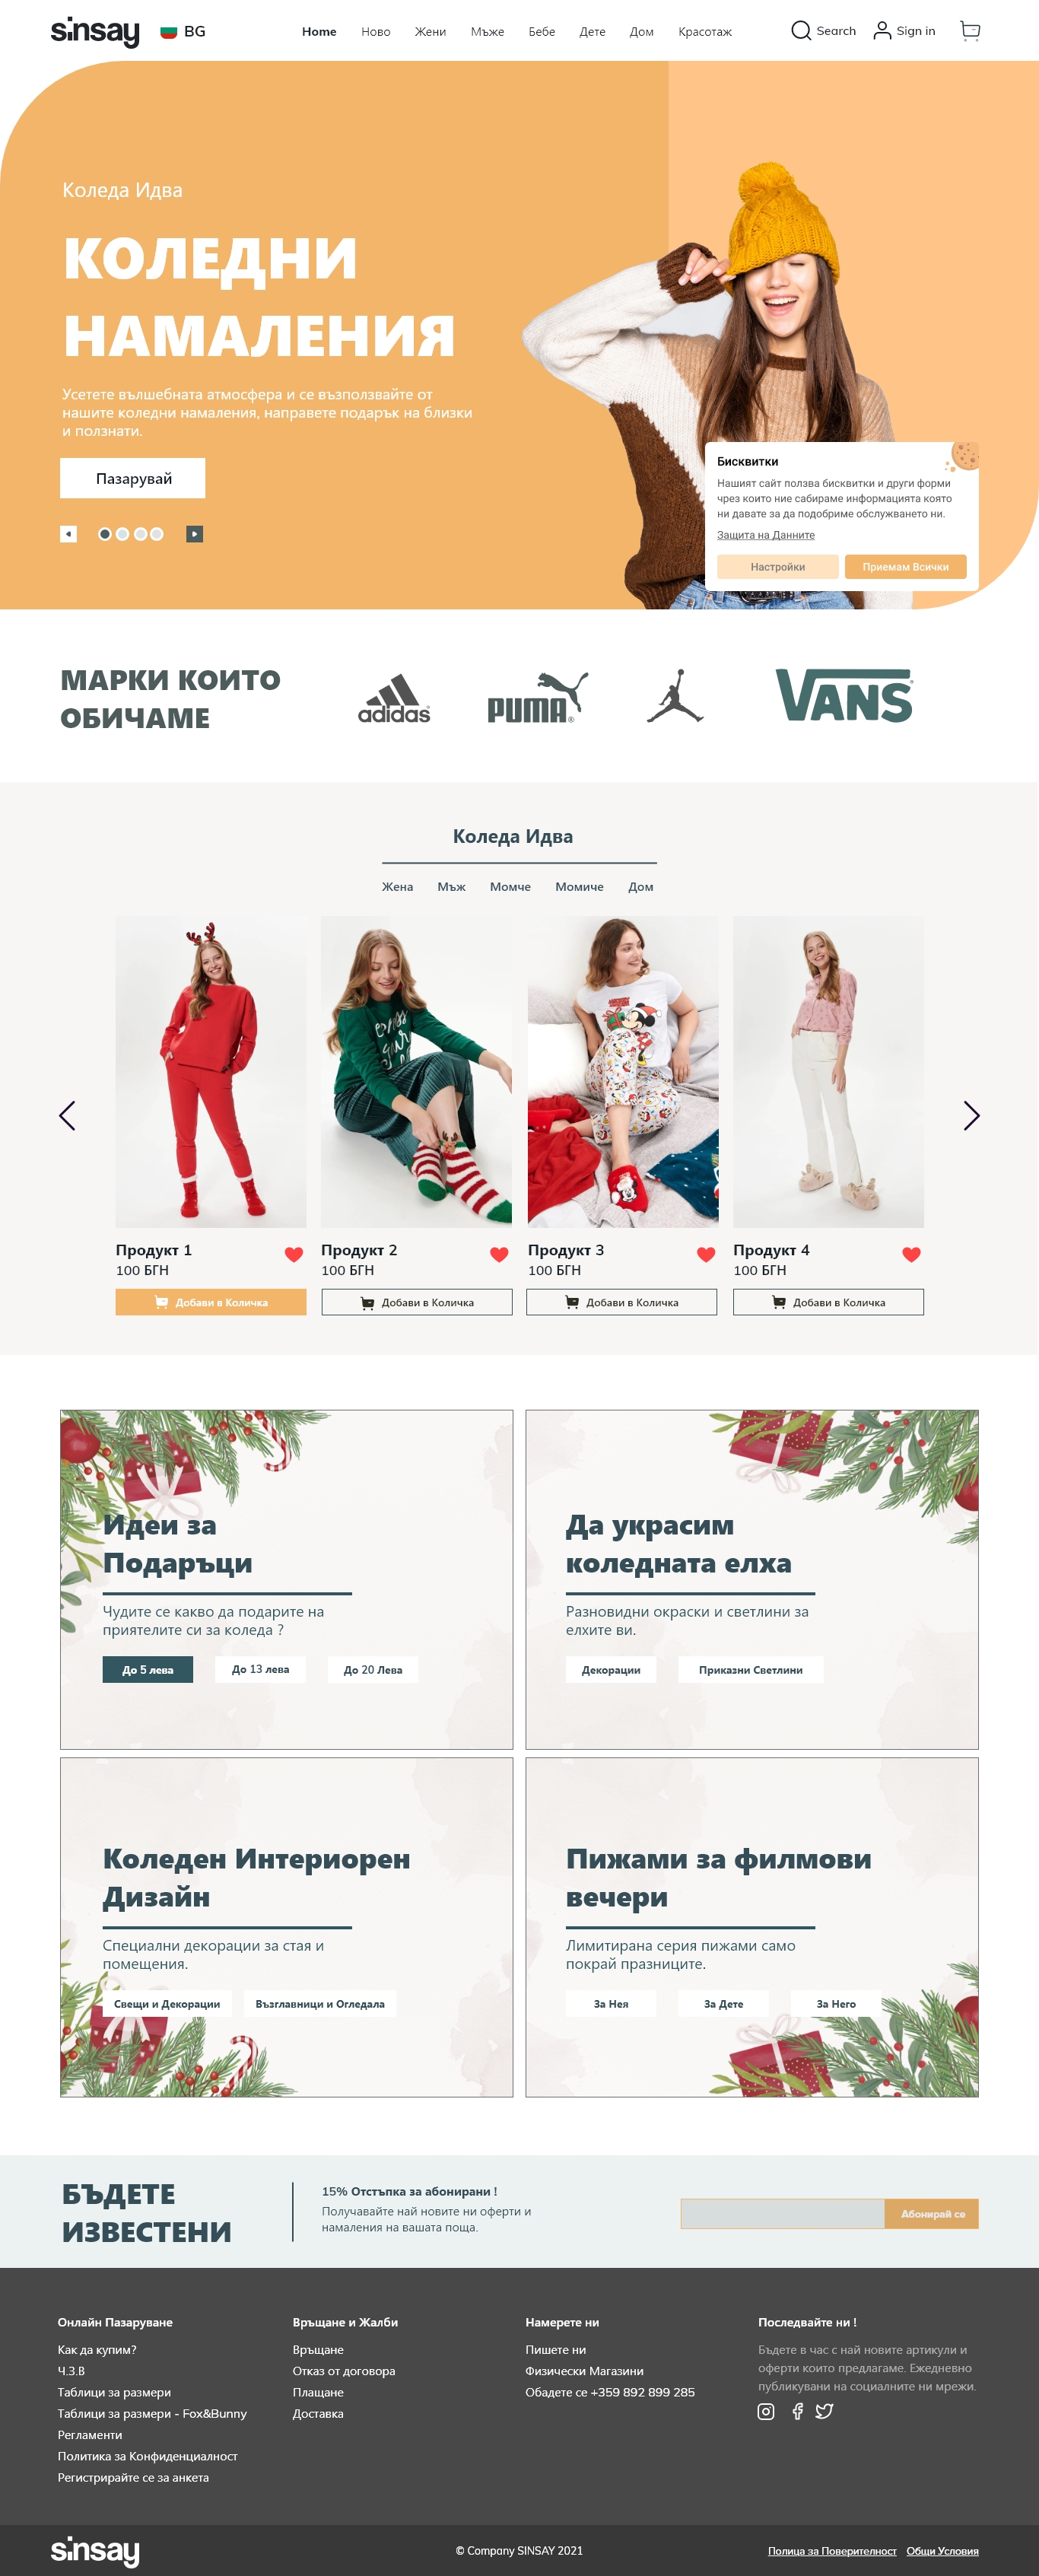 sinsay
BG
Home Ново Жени Мъже Бебе Дете Дом Красотаж
Search
Sign in
Коледа Идва
КОЛЕДНИ
НАМАЛЕНИЯ
Усетете вълшебната атмосфера и се възползвайте от
нашите коледни намаления, направете подарък на близки
и ползнати.
Пазарувай
Бисквитки
Нашият сайт ползва бисквитки и други форми
чрез които ние сабираме информацията която
ни давате за да подобриме обслужването ни.
Защита на Данните
Настройки
Приемам Всички
МАРКИ КОИТО
ОБИЧАМЕ
adidas
PUMA
VANS
Коледа Идва
Жена Мъж Момче Момиче Дом
Продукт 1
100 БГН
Добави в Количка
Продукт 2
100 БГН
Добави в Количка
Продукт 3
100 БГН
Добави в Количка
Продукт 4
100 БГН
Добави в Количка
Идеи за
Подаръци
Чудите се какво да подарите на
приятелите си за коледа ?
До 5 лева
До 13 лева
До 20 Лева
Да украсим
коледната елха
Разновидни окраски и светлини за
елхите ви.
Декорации
Приказни Светлини
Коледен Интериорен
Дизайн
Специални декорации за стая и
помещения.
Свещи и Декорации
Възглавници и Огледала
Пижами за филмови
вечери
Лимитирана серия пижами само
покрай празниците.
За Нея
За Дете
За Него
БЪДЕТЕ
ИЗВЕСТЕНИ
15% Отстъпка за абонирани !
Получавайте най новите ни оферти и
намаления на вашата поща.
Абонирай се
Онлайн Пазаруване
Как да купим?
Ч.З.В
Таблици за размери
Таблици за размери - Fox&Bunny
Регламенти
Политика за Конфиденциалност
Регистрирайте се за анкета
Връщане и Жалби
Връщане
Отказ от договора
Плащане
Доставка
Намерете ни
Пишете ни
Физически Магазини
Обадете се +359 892 899 285
Последвайте ни !
Бъдете в час с най новите артикули и
оферти които предлагаме. Ежедневно
публикувани на социалните ни мрежи.
sinsay
© Company SINSAY 2021
Полица за Поверителност
Общи Условия